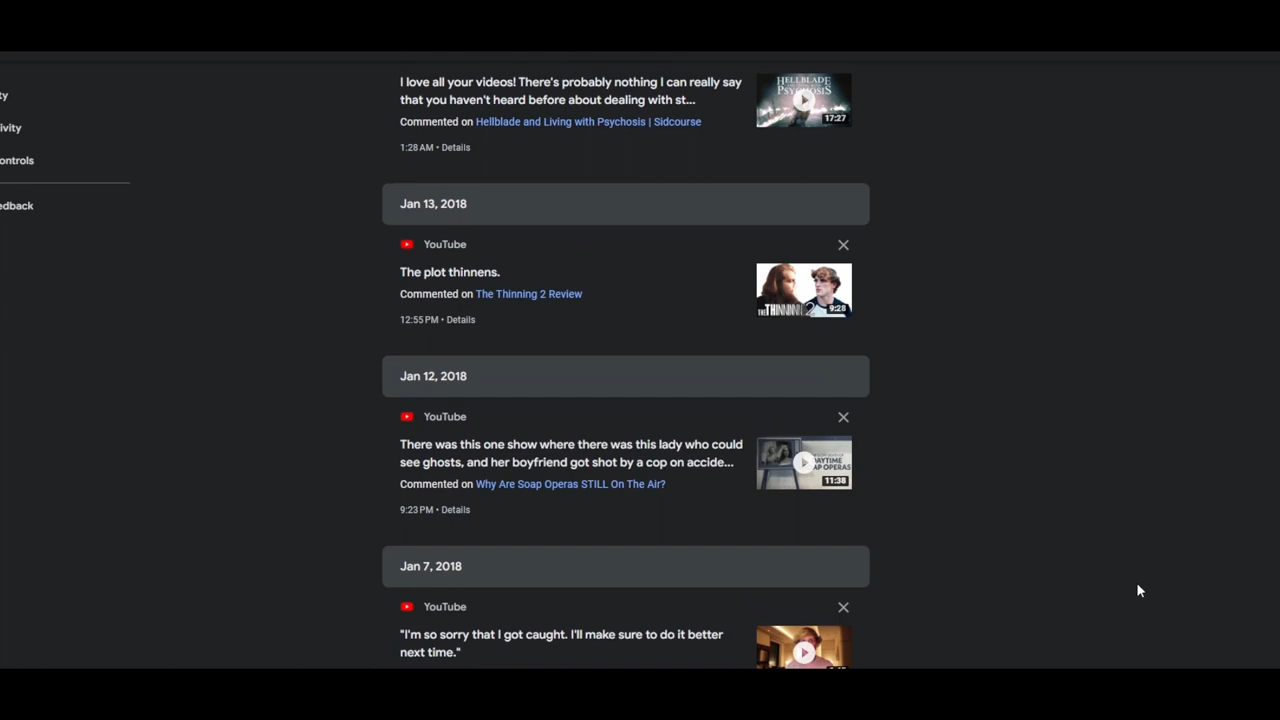 ty
I love all your videos! There's probably nothing I can really say
that you haven't heard before about dealing with st...
Commented on Hellblade and Living with Psychosis | Sidcourse
1:28 AM • Details
HELLBLADE
PSYCHOSIS
17:27
ivity
ontrols
edback
Jan 13, 2018
YouTube
The plot thinnens.
Commented on The Thinning 2 Review
12:55 PM • Details
THE THINNING 2
9:28
Jan 12, 2018
YouTube
There was this one show where there was this lady who could
see ghosts, and her boyfriend got shot by a cop on accide...
Commented on Why Are Soap Operas STILL On The Air?
9:23 PM • Details
DAYTIME
AP OPERAS
11:38
Jan 7, 2018
YouTube
"I'm so sorry that I got caught. I'll make sure to do it better
next time."